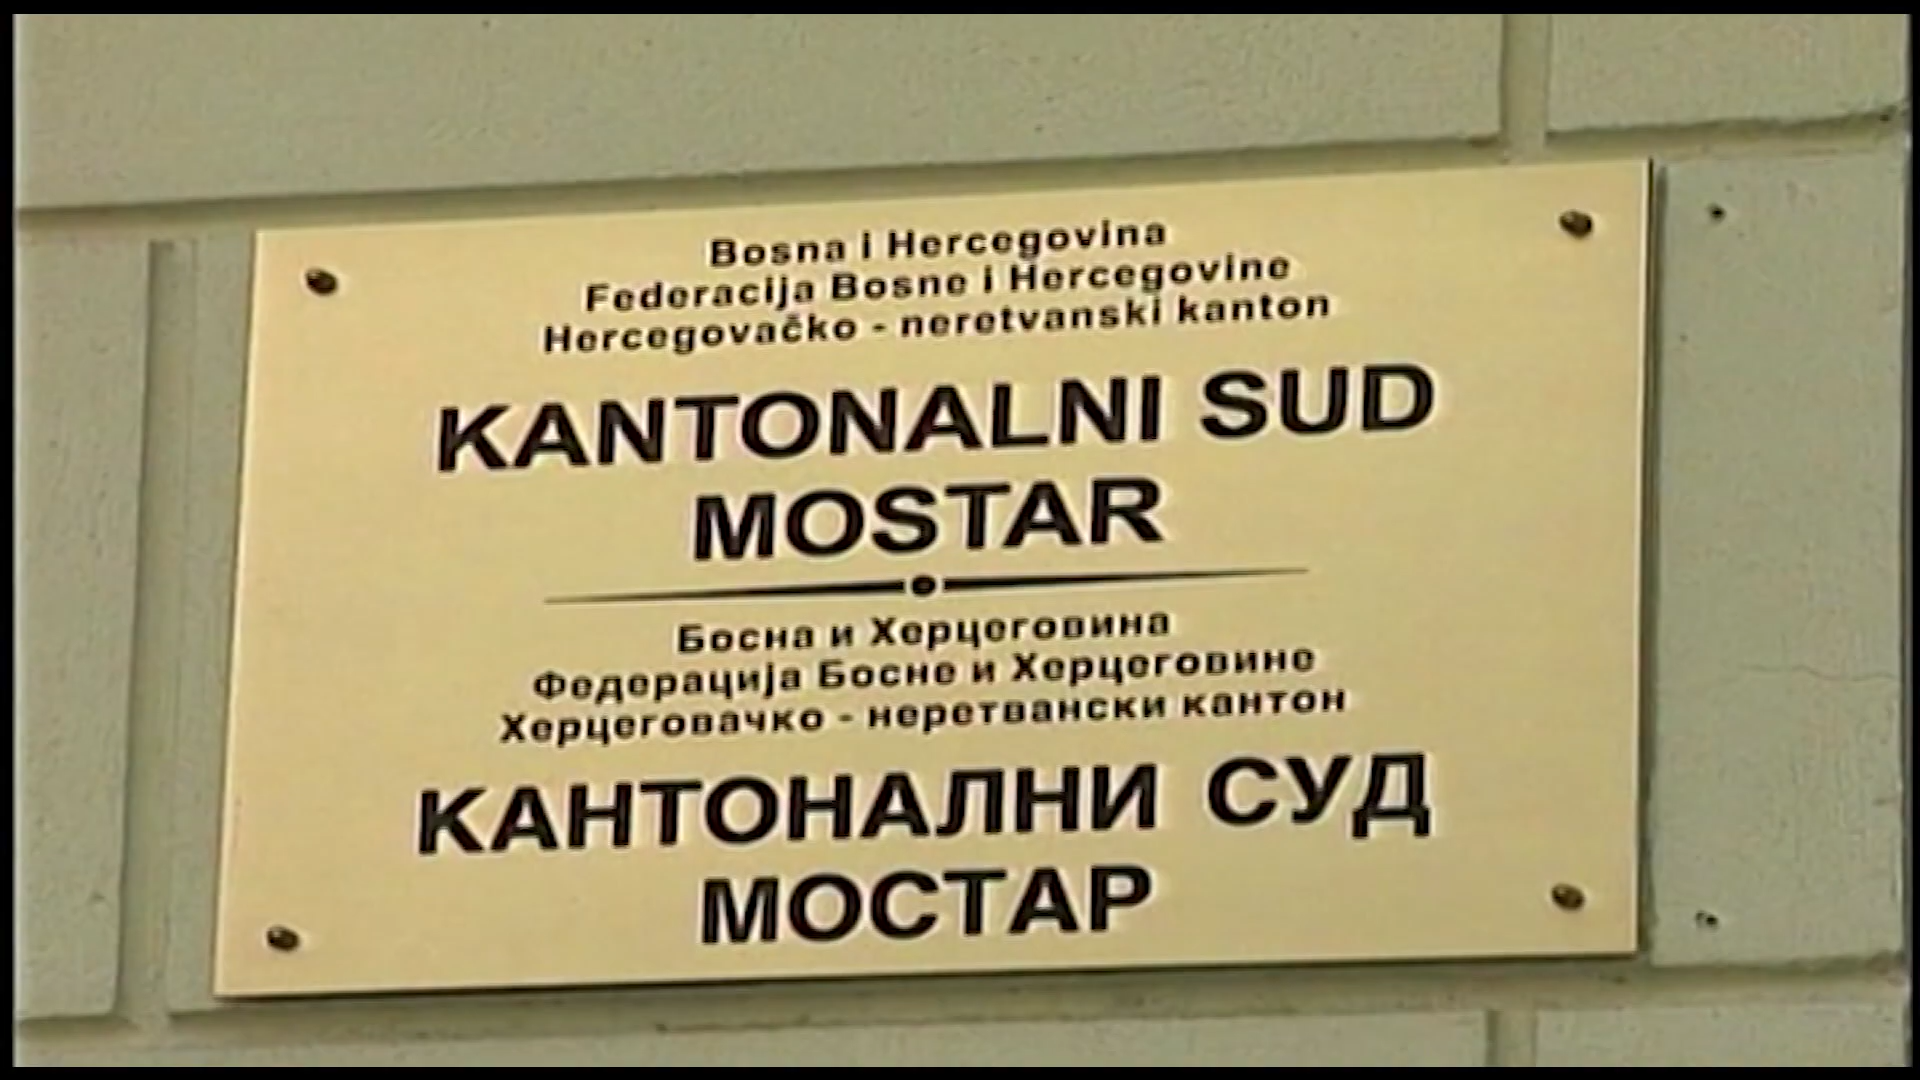 Bosna i Hercegovina
Federacija Bosne i Hercegovine
Hercegovačko - neretvanski kanton
KANTONALNI SUD
MOSTAR
Босна и Херцеговина
Федерација Босне и Херцеговине
Херцеговачко - неретвански кантон
КАНТОНАЛНИ СУД
МОСТАР